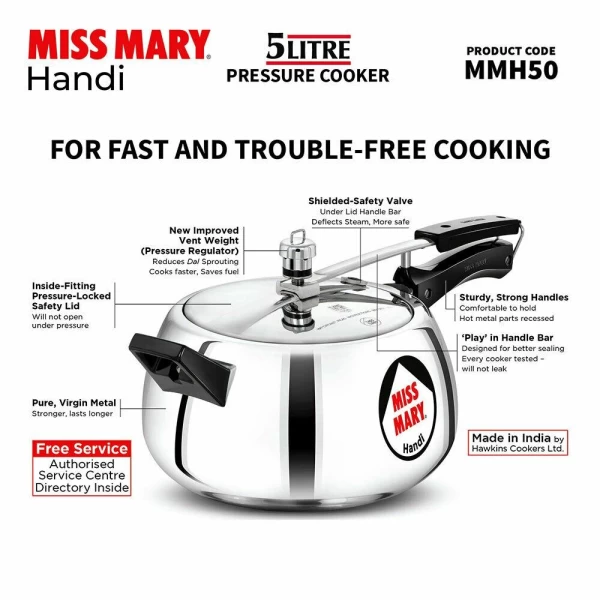 MISS MARY®
Handi
5LITRE
PRESSURE COOKER
PRODUCT CODE
MMH50
FOR FAST AND TROUBLE-FREE COOKING
Shielded-Safety Valve
Under Lid Handle Bar
Deflects Steam, More safe
New Improved
Vent Weight
(Pressure Regulator)
Reduces Dal Sprouting
Cooks faster, Saves fuel
Inside-Fitting
Pressure-Locked
Safety Lid
Will not open
under pressure
Sturdy, Strong Handles
Comfortable to hold
Hot metal parts recessed
'Play' in Handle Bar
Designed for better sealing
Every cooker tested –
will not leak
Pure, Virgin Metal
Stronger, lasts longer
MISS
MARY®
Handi
Free Service
Authorised
Service Centre
Directory Inside
Made in India by
Hawkins Cookers Ltd.
MISS MARY